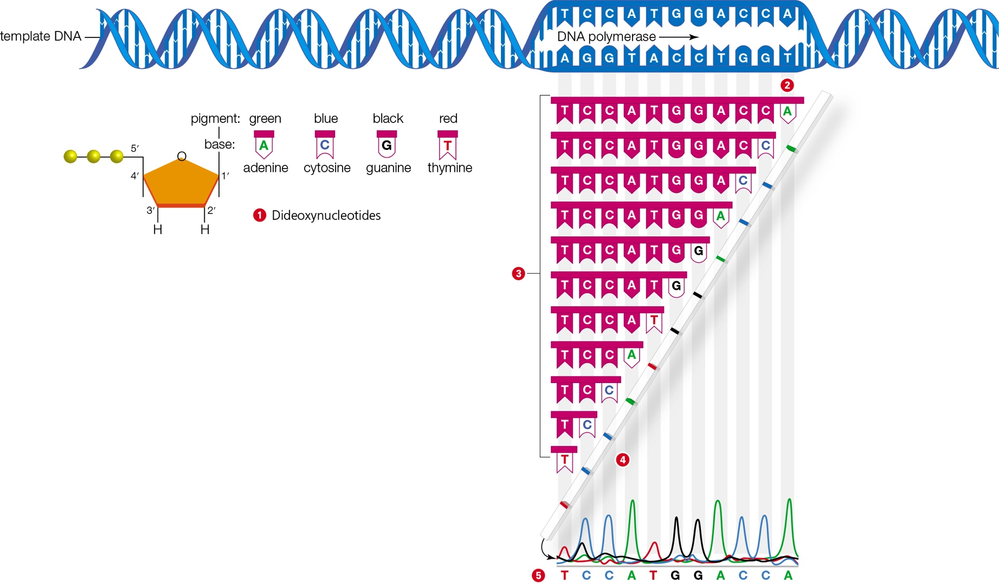 T C C A T G G A C C A
template DNA
DNA polymerase
A G G T A C C T G G T
2
pigment: green blue black red
base: A C G T
adenine cytosine guanine thymine
5′
O
4′ 1′
3′ 2′
H H
1 Dideoxynucleotides
T C C A T G G A C C A
T C C A T G G A C C
T C C A T G G A C
T C C A T G G A
T C C A T G G
3
T C C A T G
T C C A T
T C C A
T C C
T C
T
4
5 T C C A T G G A C C A